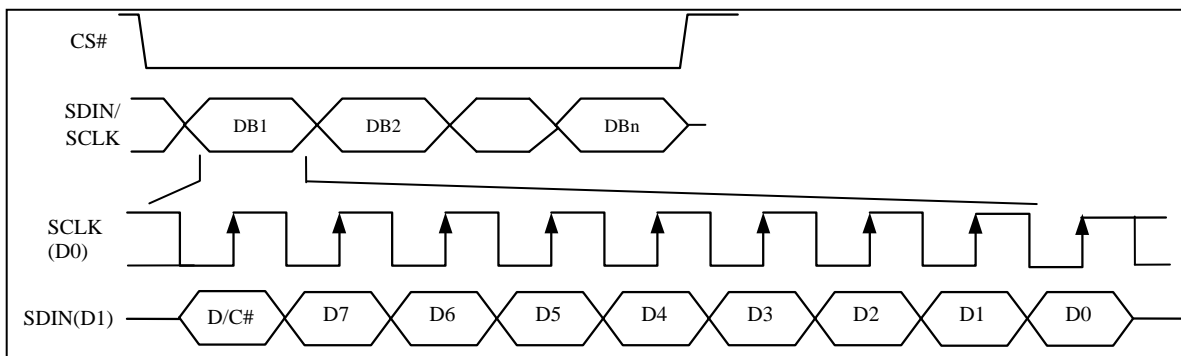 CS#
SDIN/
SCLK
DB1 DB2 DBn
SCLK
(D0)
SDIN(D1) D/C# D7 D6 D5 D4 D3 D2 D1 D0